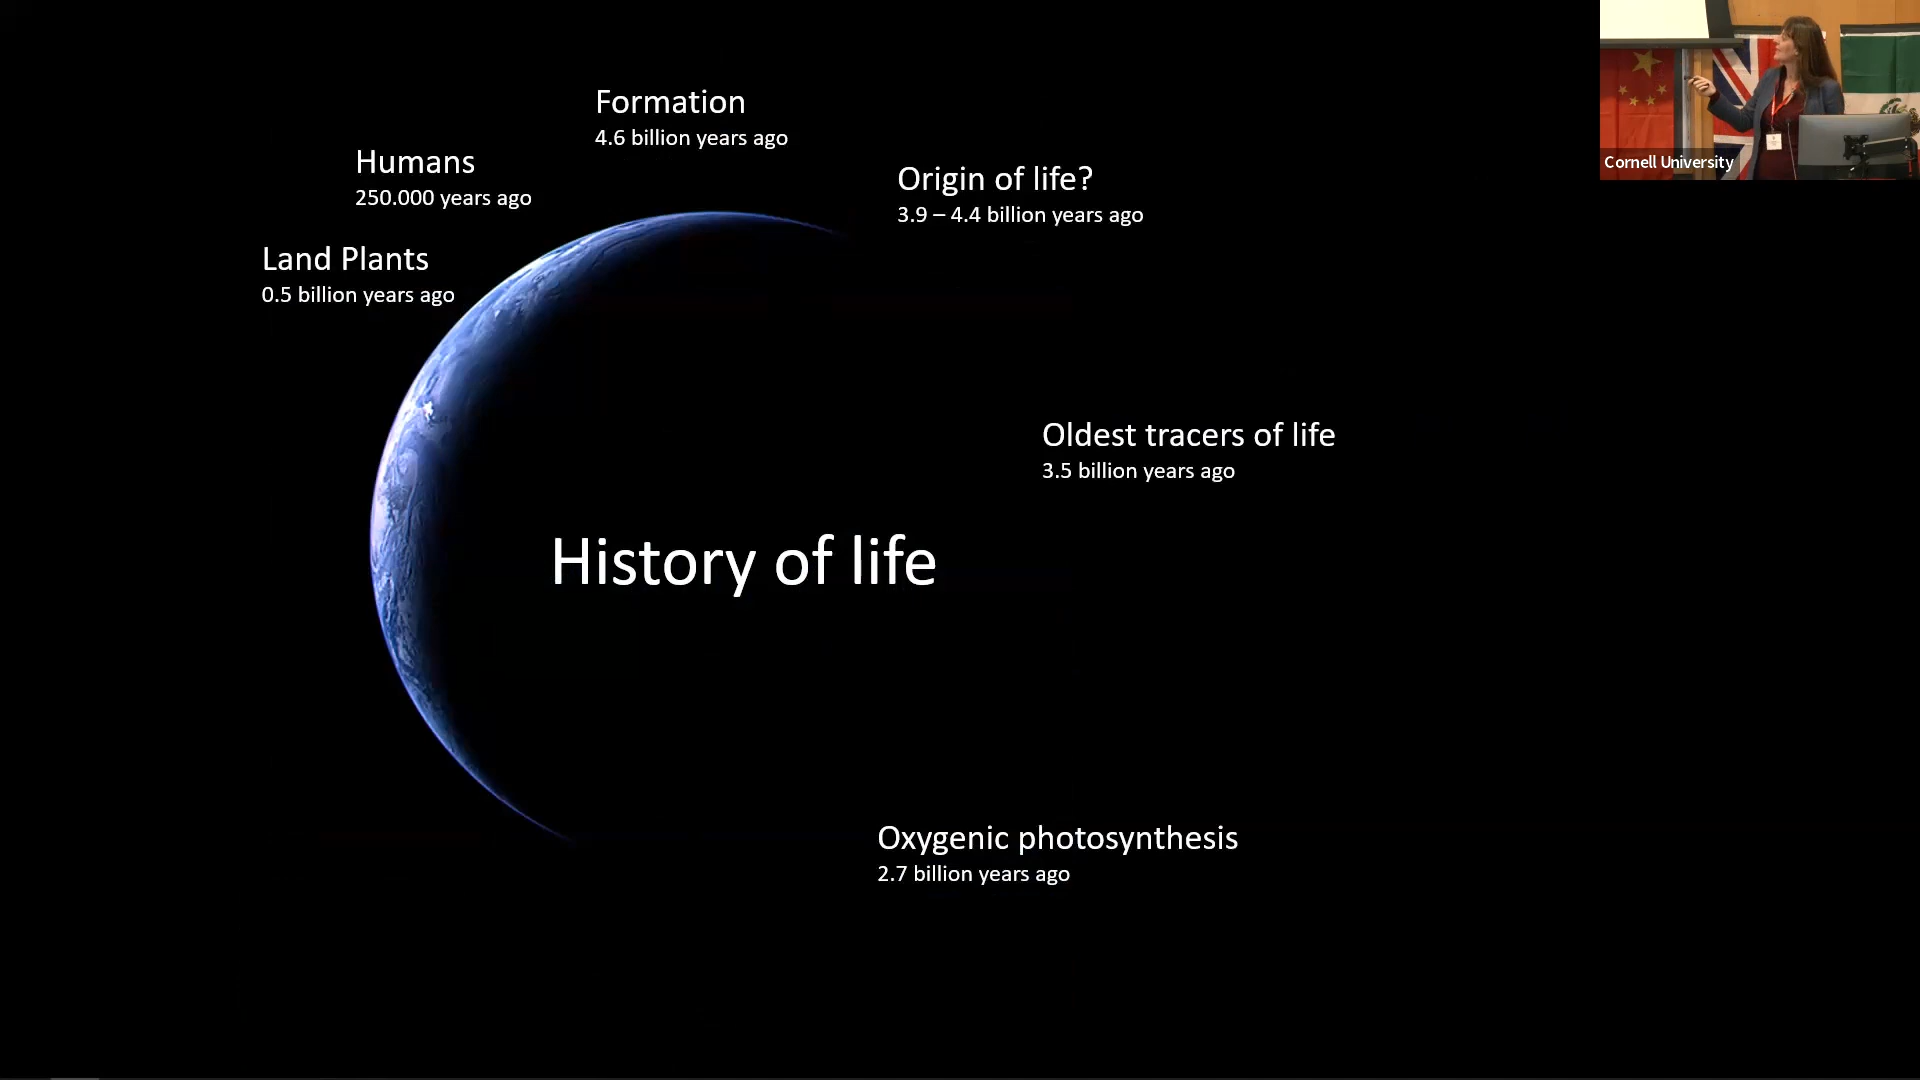 Formation
4.6 billion years ago
Humans
250.000 years ago
Origin of life?
3.9 – 4.4 billion years ago
Land Plants
0.5 billion years ago
Oldest tracers of life
3.5 billion years ago
History of life
Oxygenic photosynthesis
2.7 billion years ago
Cornell University